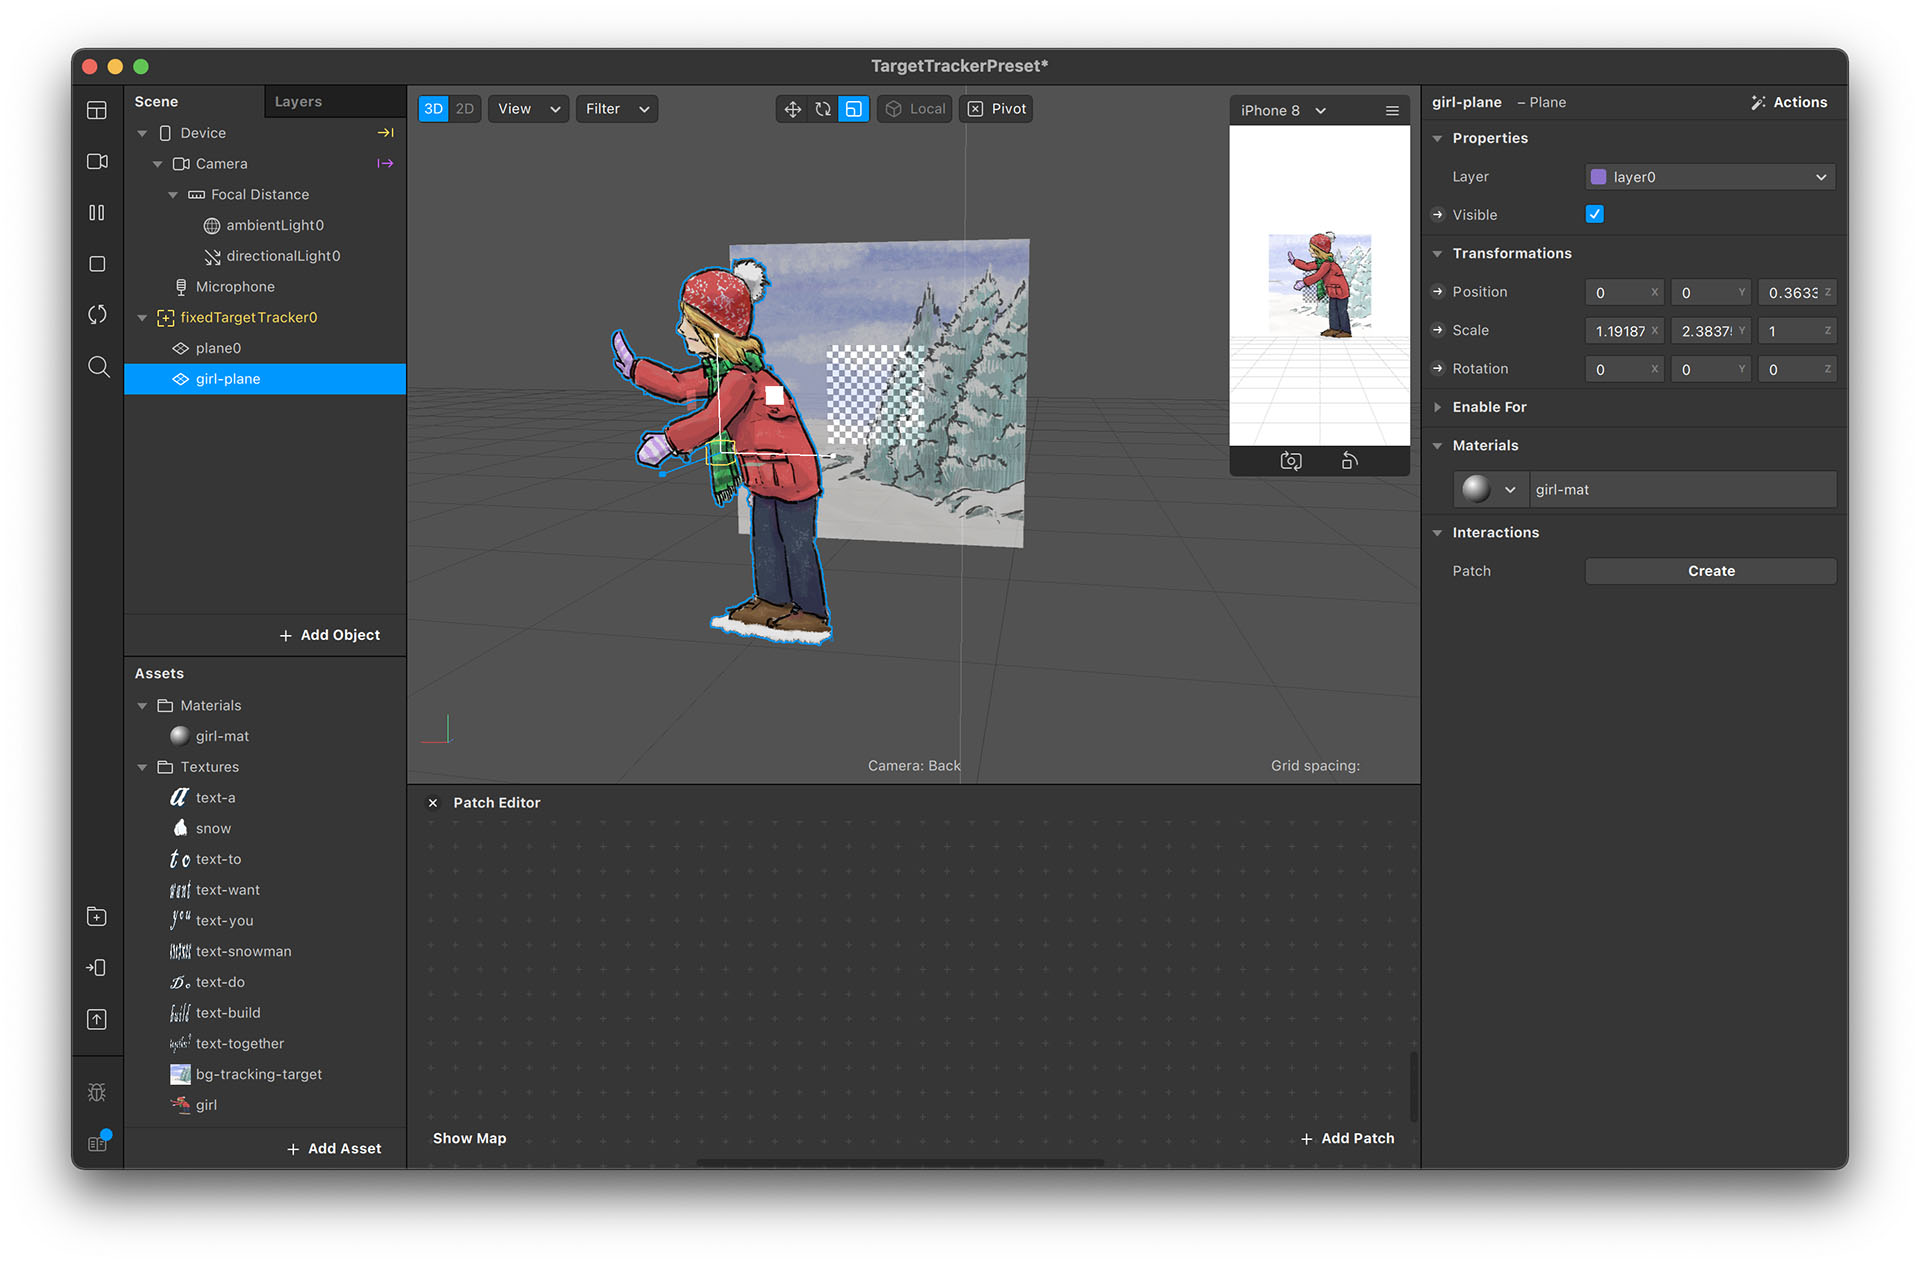 TargetTrackerPreset*
Scene
Layers
Device
Camera
Focal Distance
ambientLight0
directionalLight0
Microphone
fixedTargetTracker0
plane0
girl-plane
+ Add Object
Assets
Materials
girl-mat
Textures
text-a
snow
text-to
text-want
text-you
text-snowman
text-do
text-build
text-together
bg-tracking-target
girl
+ Add Asset
3D 2D View Filter Local Pivot
iPhone 8
Camera: Back
Grid spacing:
Patch Editor
Show Map
+ Add Patch
girl-plane – Plane Actions
Properties
Layer layer0
Visible
Transformations
Position 0 X 0 Y 0.3633 Z
Scale 1.19187 X 2.3837 Y 1 Z
Rotation 0 X 0 Y 0 Z
Enable For
Materials
girl-mat
Interactions
Patch Create